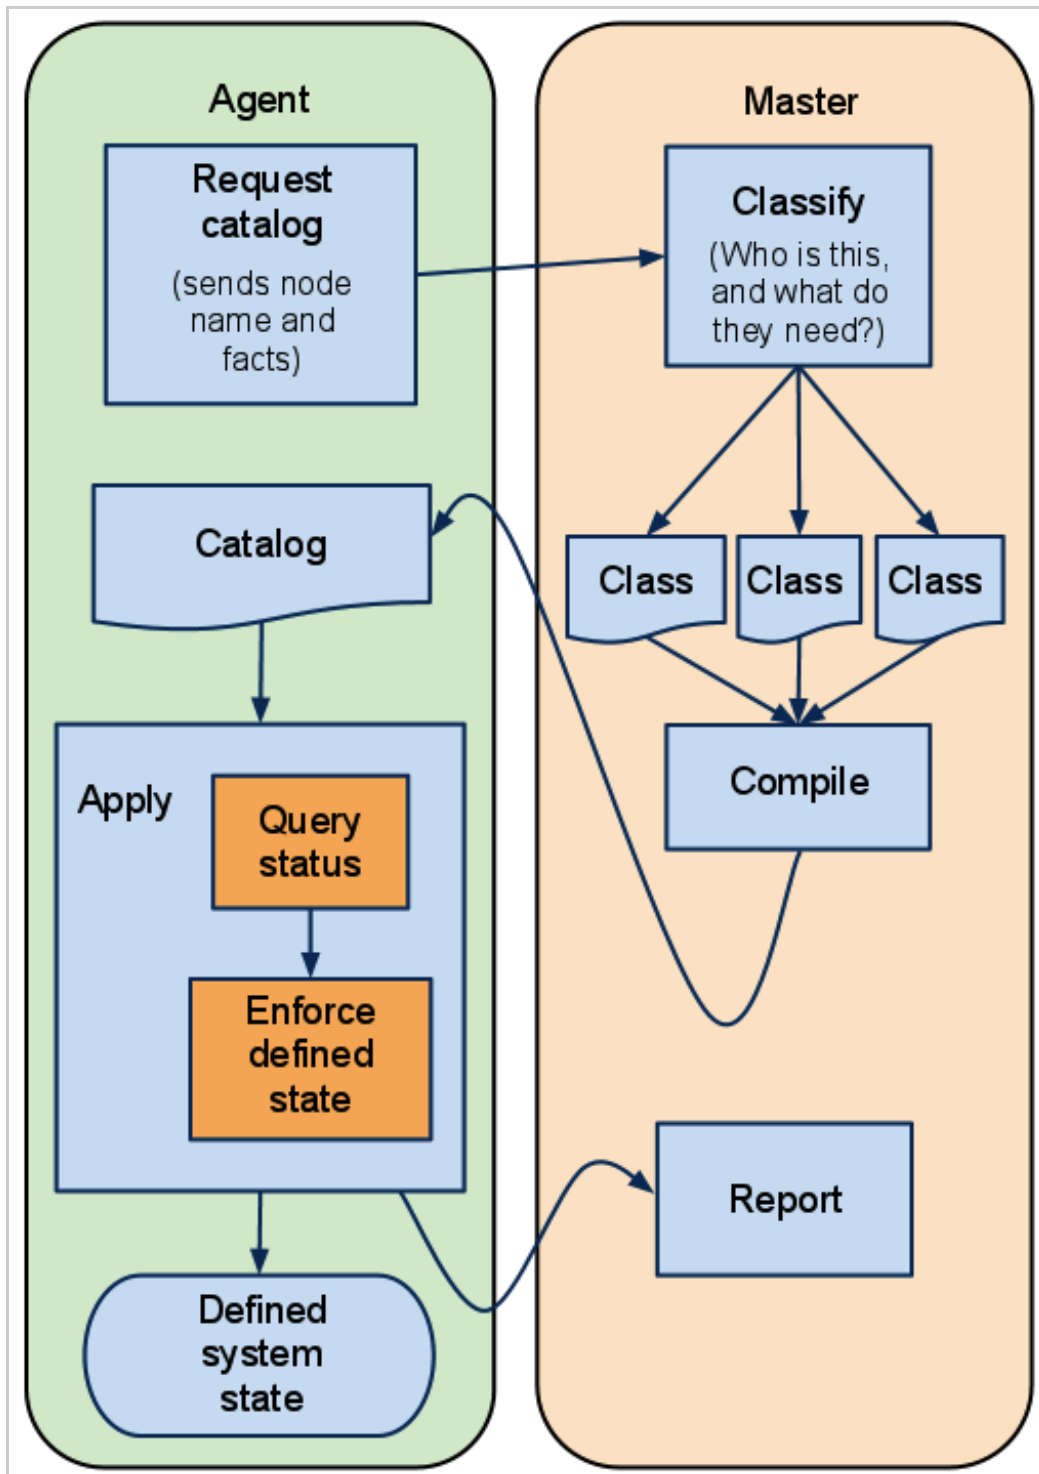 Agent
Request
catalog
(sends node
name and
facts)
Catalog
Apply
Query
status
Enforce
defined
state
Defined
system
state
Master
Classify
(Who is this,
and what do
they need?)
Class
Class
Class
Compile
Report